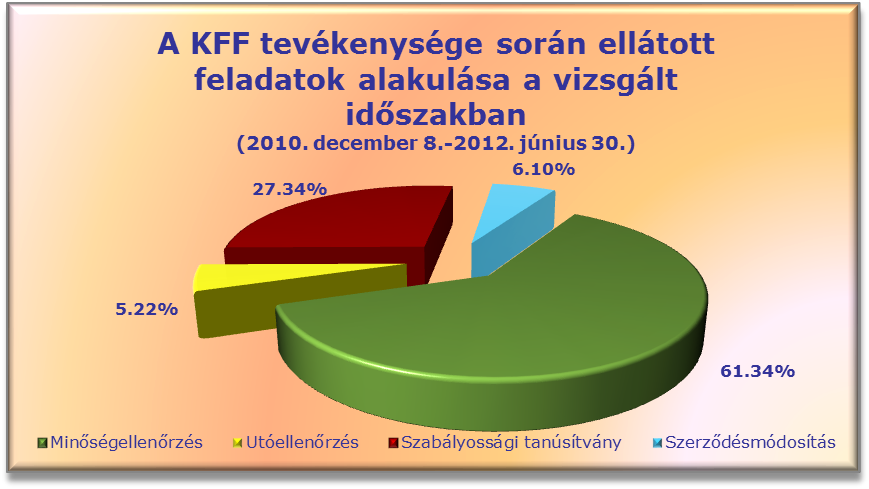 A KFF tevékenysége során ellátott
feladatok alakulása a vizsgált
időszakban
(2010. december 8.-2012. június 30.)
6.10%
27.34%
5.22%
61.34%
Minőségellenőrzés Utóellenőrzés Szabályossági tanúsítvány Szerződésmódosítás